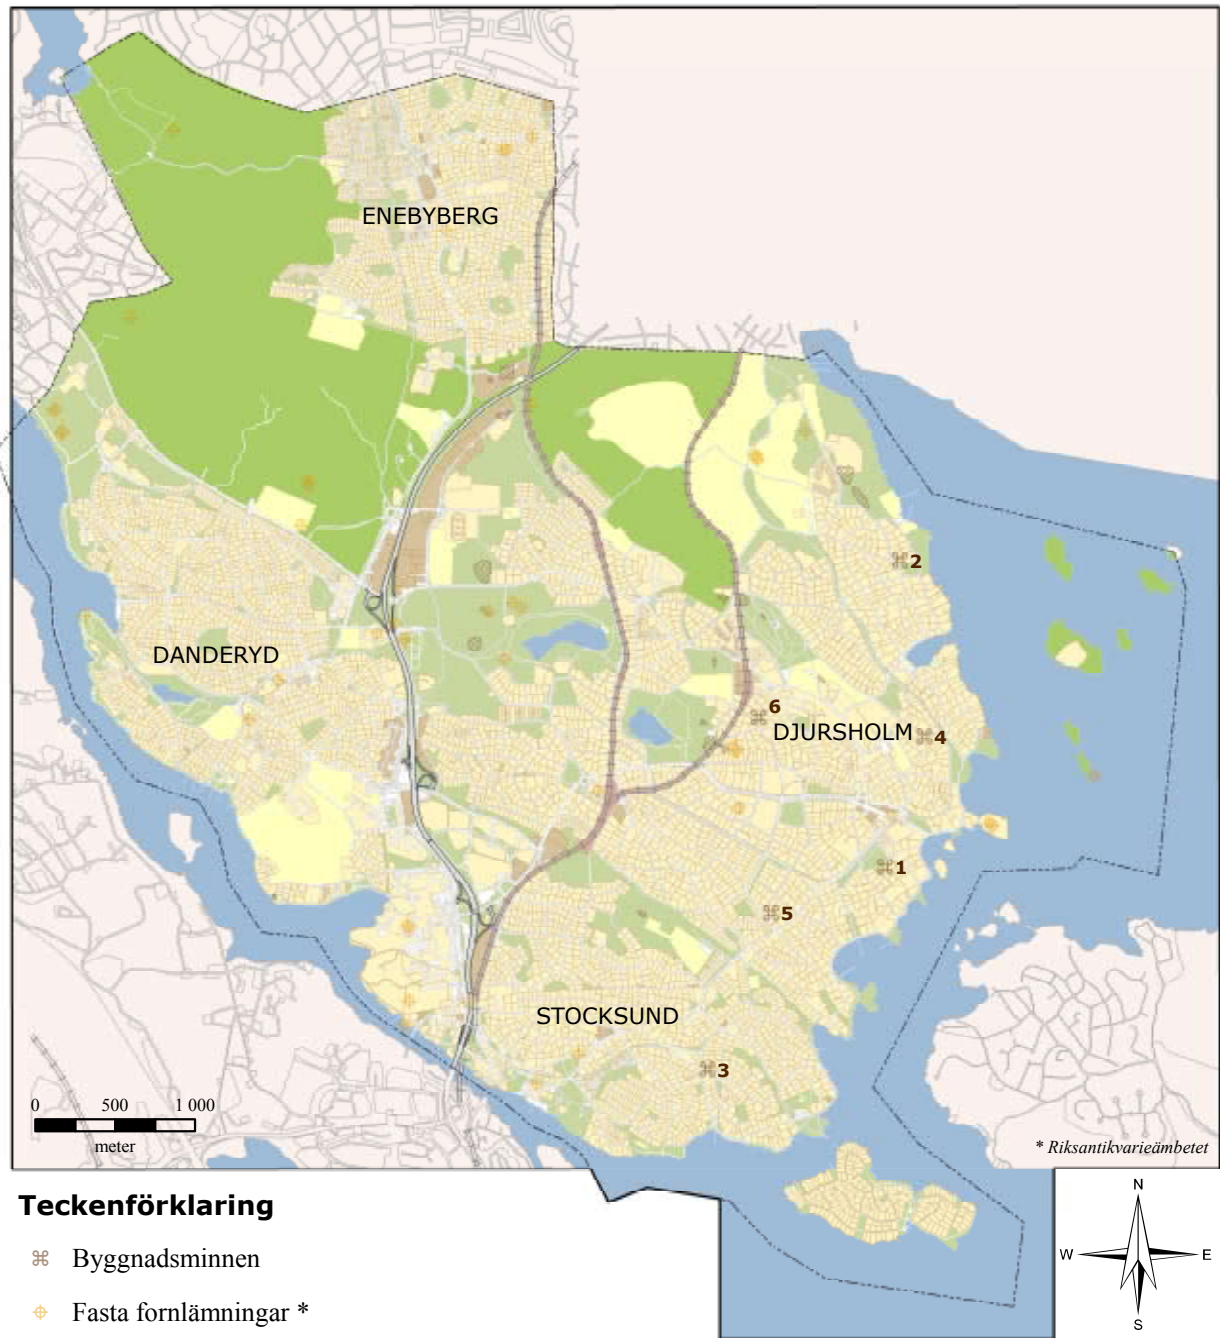 ENEBYBERG
2
DANDERYD
6
DJURSHOLM
4
1
5
STOCKSUND
3
0 500 1 000
meter
* Riksantikvarieämbetet
Teckenförklaring
Byggnadsminnen
Fasta fornlämningar *
N
W E
S